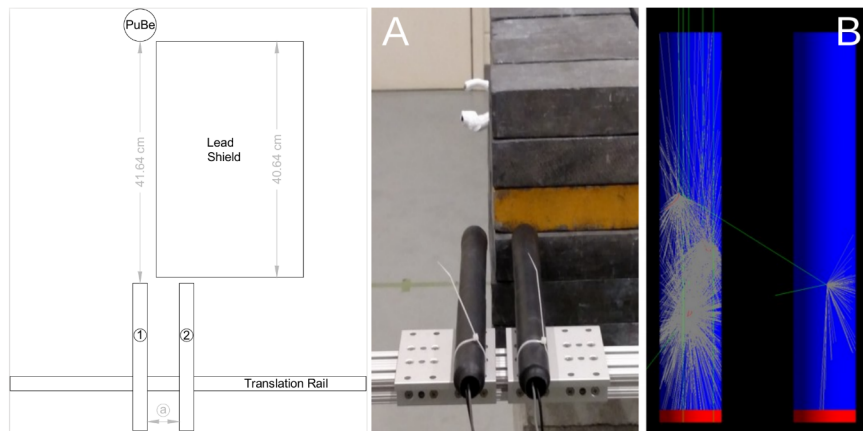 PuBe
41.64 cm
Lead
Shield
40.64 cm
1
2
Translation Rail
a
A
B